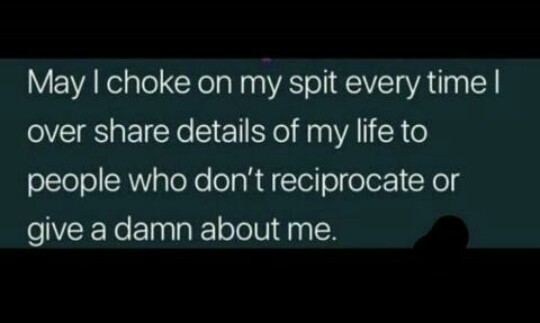 May I choke on my spit every time I
over share details of my life to
people who don't reciprocate or
give a damn about me.